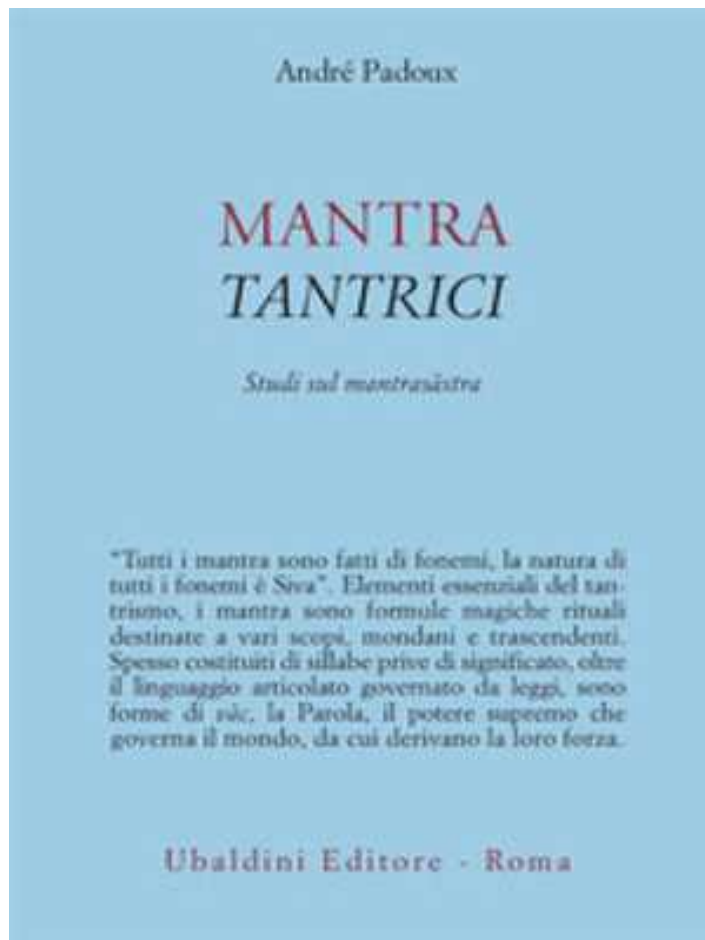 André Padoux
MANTRA
TANTRICI
Studi sul mantrasāstra
"Tutti i mantra sono fatti di fonemi, la natura di
tutti i fonemi è Siva". Elementi essenziali del tan-
trismo, i mantra sono formule magiche rituali
destinate a vari scopi, mondani e trascendenti.
Spesso costituiti di sillabe prive di significato, oltre
il linguaggio articolato governato da leggi, sono
forme di vāc, la Parola, il potere supremo che
governa il mondo, da cui derivano la loro forza.
Ubaldini Editore - Roma